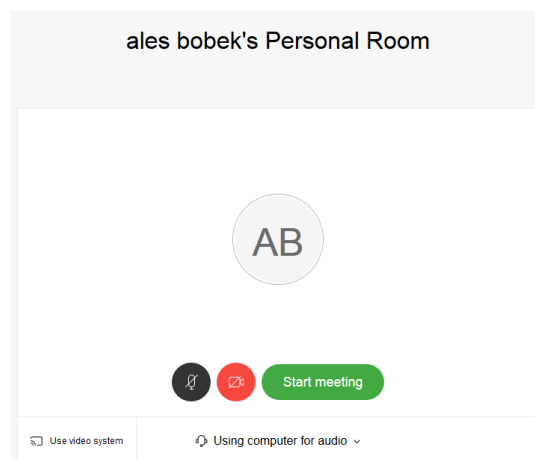 ales bobek's Personal Room
AB
Start meeting
Use video system
Using computer for audio